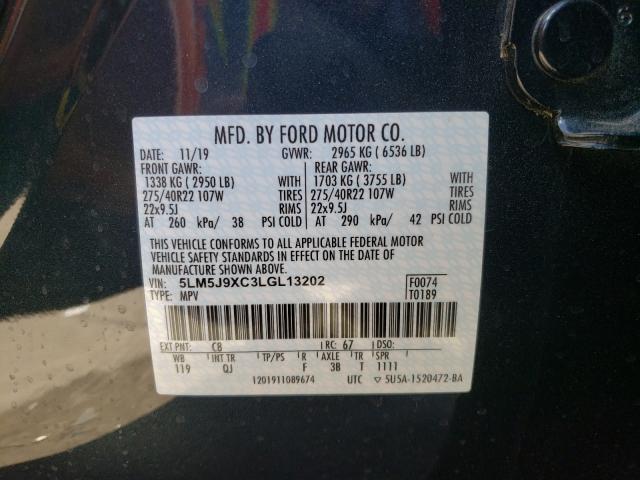 MFD. BY FORD MOTOR CO.
DATE: 11/19 GVWR: 2965 KG ( 6536 LB)
FRONT GAWR: REAR GAWR:
1338 KG ( 2950 LB) WITH 1703 KG ( 3755 LB) WITH
275/40R22 107W TIRES 275/40R22 107W TIRES
22x9.5J RIMS 22x9.5J RIMS
AT 260 kPa/ 38 PSI COLD AT 290 kPa/ 42 PSI COLD
THIS VEHICLE CONFORMS TO ALL APPLICABLE FEDERAL MOTOR
VEHICLE SAFETY STANDARDS IN EFFECT ON THE DATE OF
MANUFACTURE SHOWN ABOVE.
VIN: 5LM5J9XC3LGL13202 F0074
TYPE: MPV T0189
EXT PNT: C8 RC: 67 DSO:
WB INT TR TP/PS R AXLE TR SPR
119 QJ F 3B T 1111
1201911089674 UTC ▽ 5U5A-1520472-BA